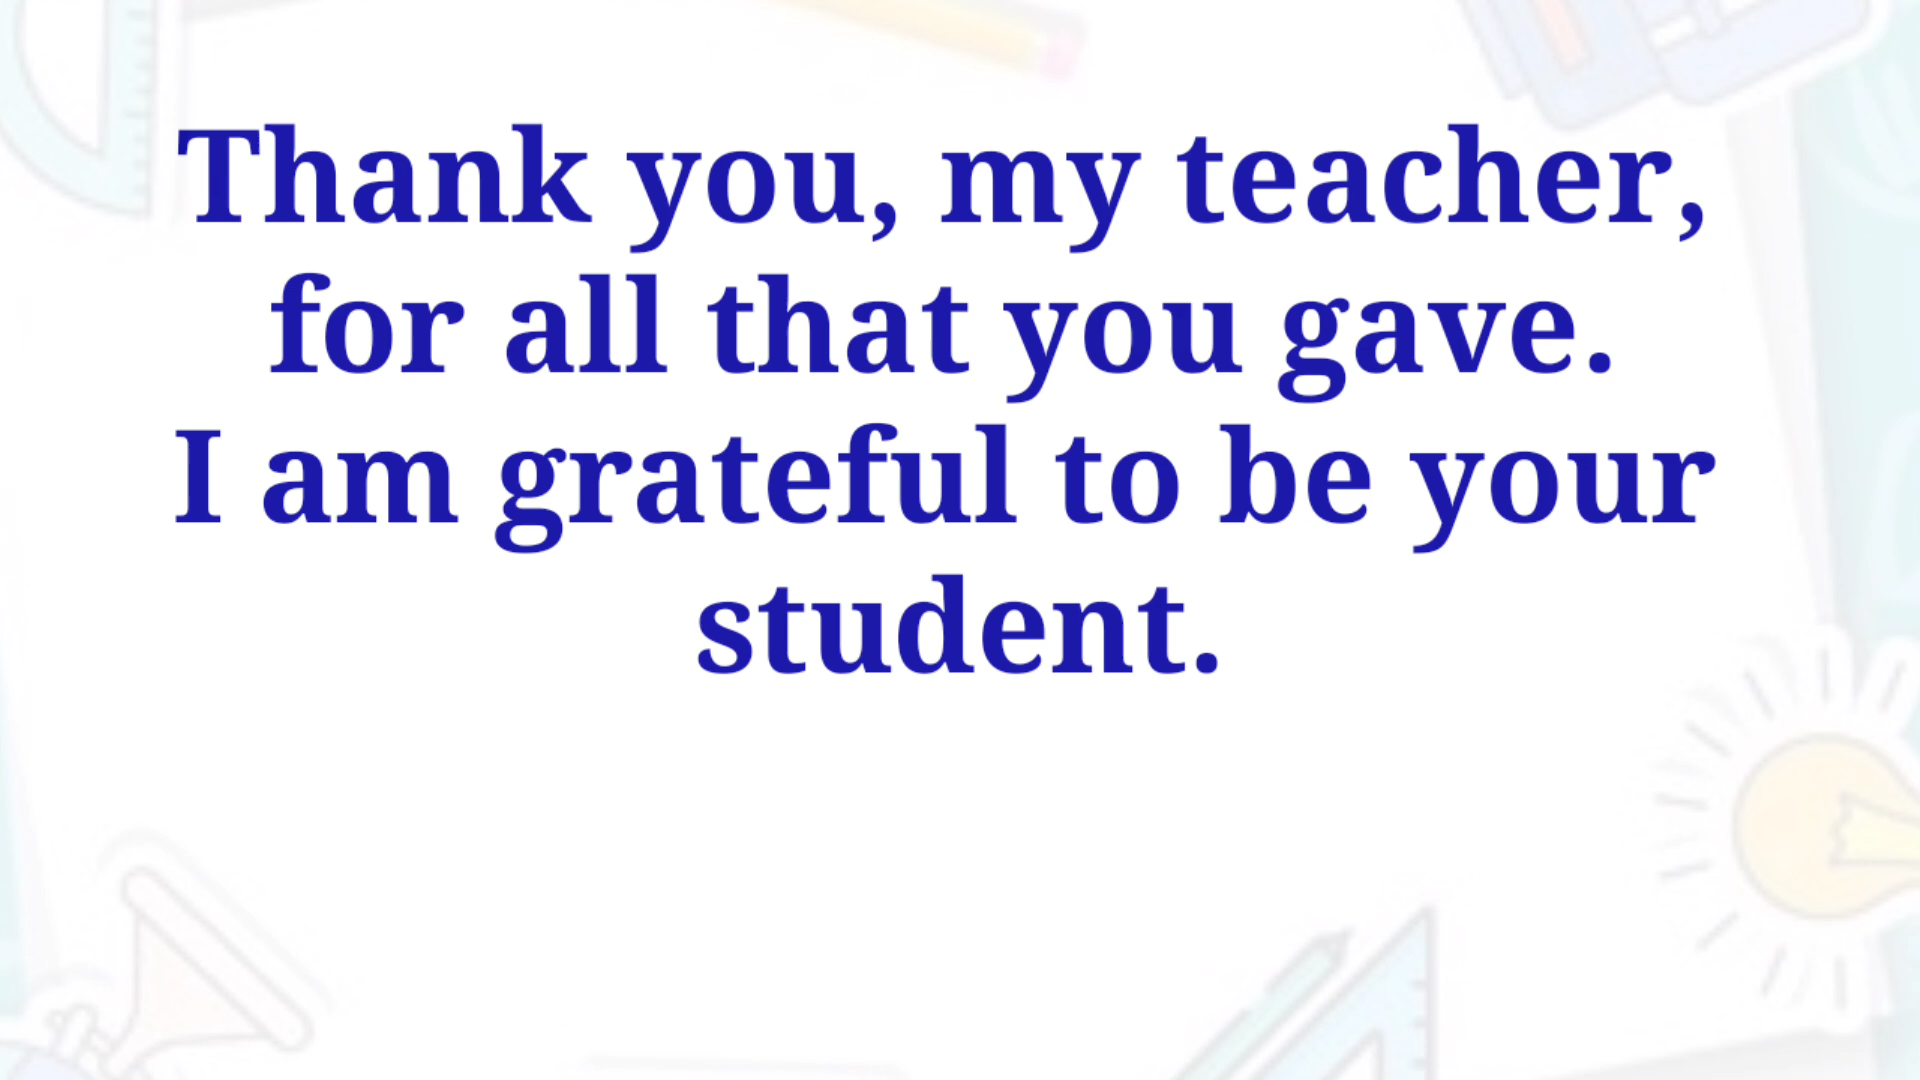 Thank you, my teacher,
for all that you gave.
I am grateful to be your
student.